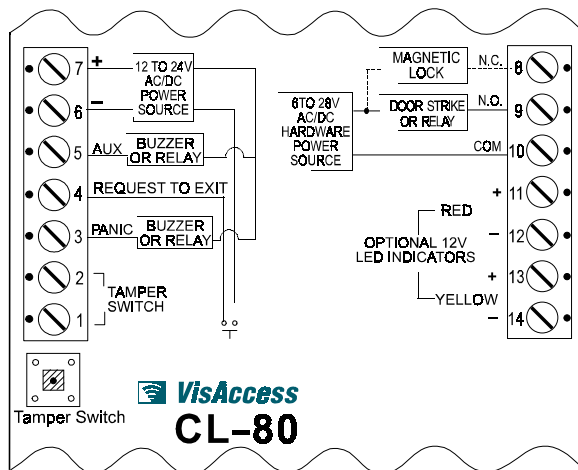 7 + 12 TO 24V
AC/DC
POWER
SOURCE
6 –
5 AUX BUZZER
OR RELAY
4 REQUEST TO EXIT
3 PANIC BUZZER
OR RELAY
2
TAMPER
SWITCH
1
MAGNETIC
LOCK
N.C. 8
6TO 28V
AC/DC
HARDWARE
POWER
SOURCE
DOOR STRIKE
OR RELAY
N.O. 9
COM 10
+ 11
RED
– 12
OPTIONAL 12V
LED INDICATORS
+ 13
YELLOW
– 14
Tamper Switch
VisAccess
CL-80